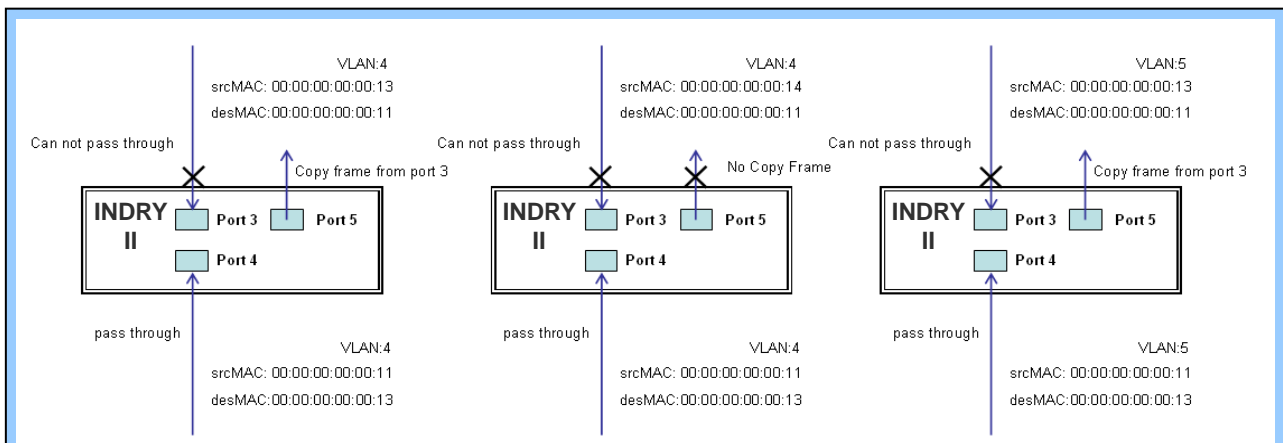 VLAN:4
srcMAC: 00:00:00:00:00:13
desMAC:00:00:00:00:00:11
Can not pass through
Copy frame from port 3
INDRY
II
Port 3
Port 5
Port 4
pass through
VLAN:4
srcMAC: 00:00:00:00:00:11
desMAC:00:00:00:00:00:13
VLAN:4
srcMAC: 00:00:00:00:00:14
desMAC:00:00:00:00:00:11
Can not pass through
No Copy Frame
INDRY
II
Port 3
Port 5
Port 4
pass through
VLAN:4
srcMAC: 00:00:00:00:00:11
desMAC:00:00:00:00:00:13
VLAN:5
srcMAC: 00:00:00:00:00:13
desMAC:00:00:00:00:00:11
Can not pass through
Copy frame from port 3
INDRY
II
Port 3
Port 5
Port 4
pass through
VLAN:5
srcMAC: 00:00:00:00:00:11
desMAC:00:00:00:00:00:13